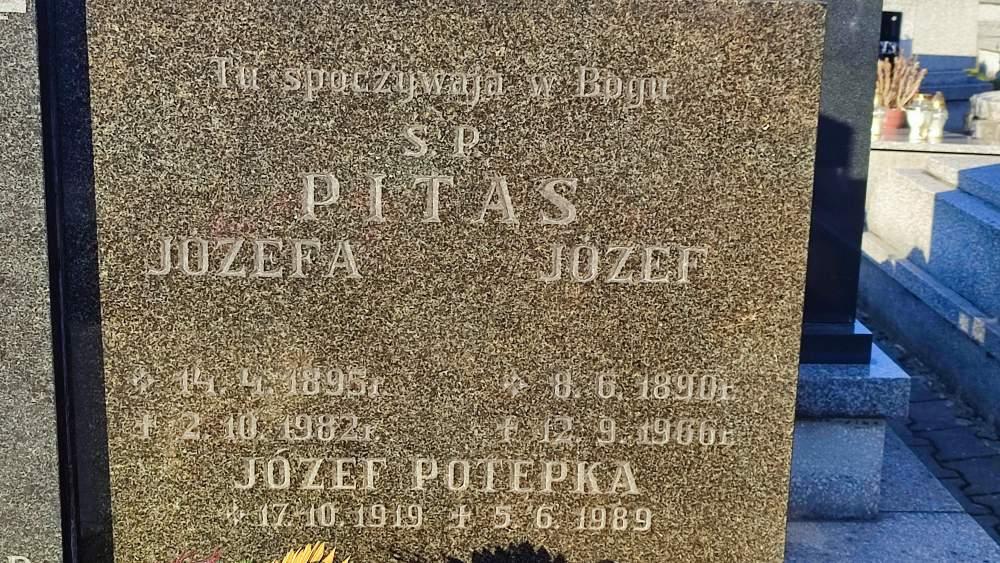 Tu spoczywają w Bogu
Ś. P.
PITAS
JÓZEFA JÓZEF
* 14. 4. 1895r. * 8. 6. 1890r.
✝ 2. 10. 1982r. ✝ 12. 9. 1966r.
JÓZEF POTEPKA
* 17. 10. 1919 ✝ 5. 6. 1989